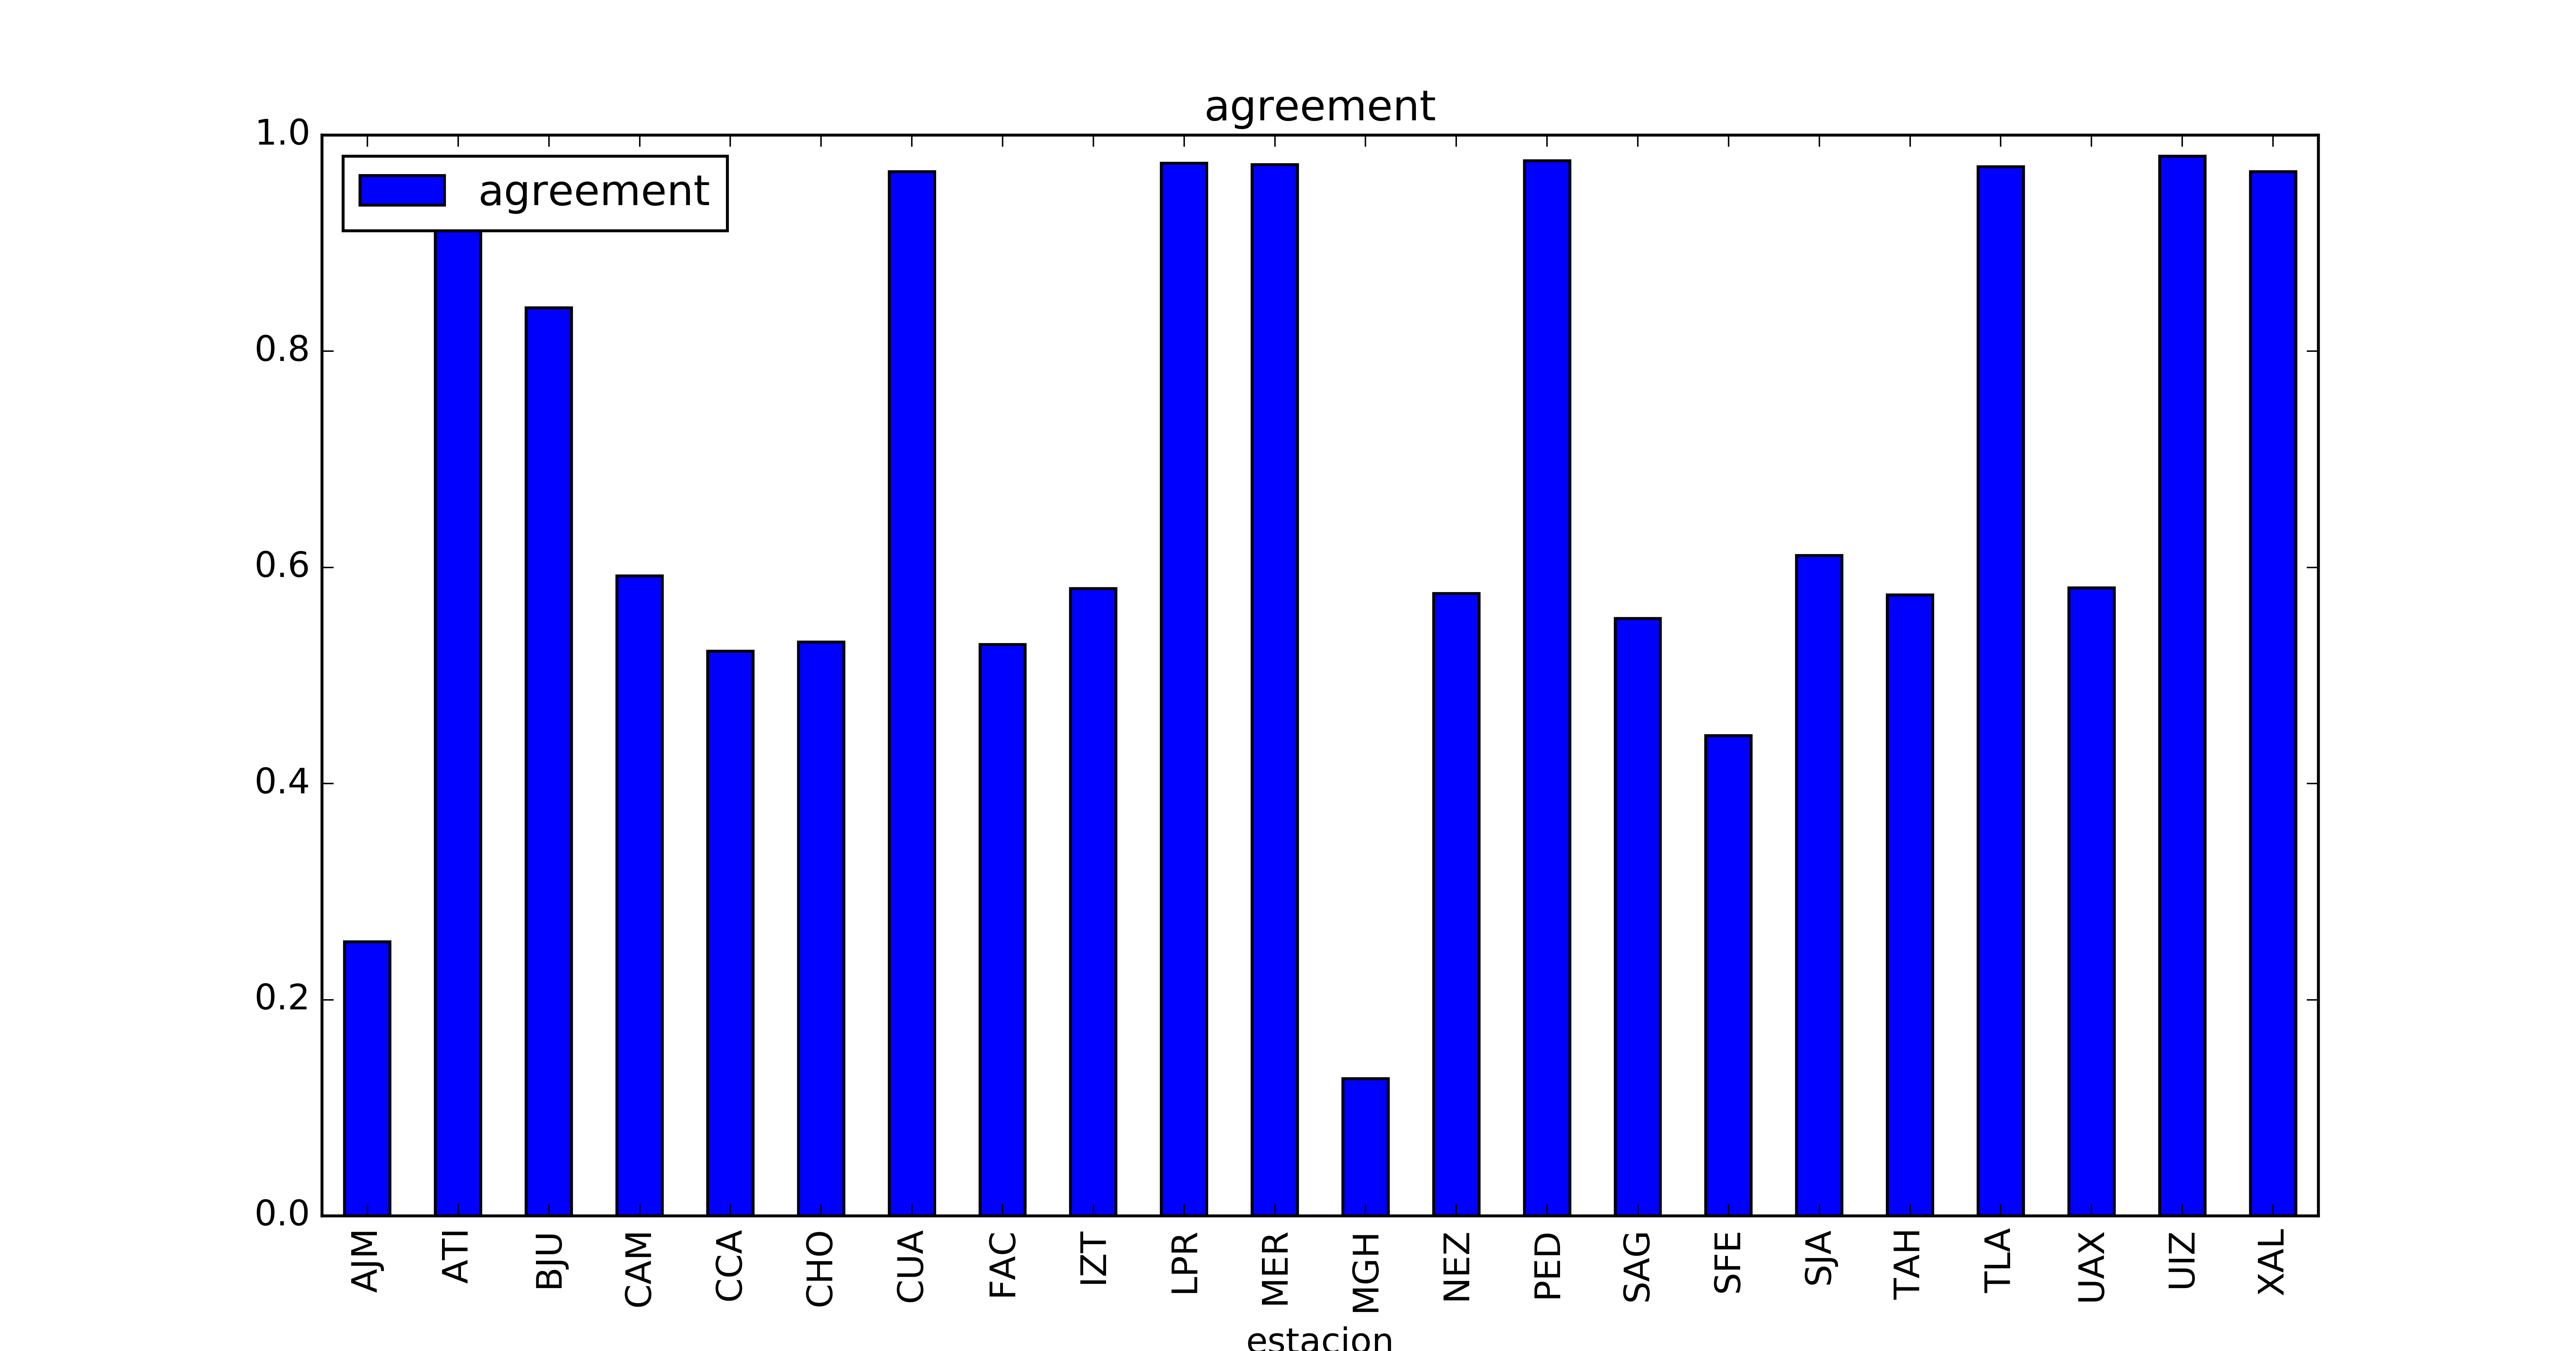 agreement
1.0
agreement
0.8
0.6
0.4
0.2
0.0
AJM ATI BJU CAM CCA CHO CUA FAC IZT LPR MER MGH NEZ PED SAG SFE SJA TAH TLA UAX UIZ XAL
estacion